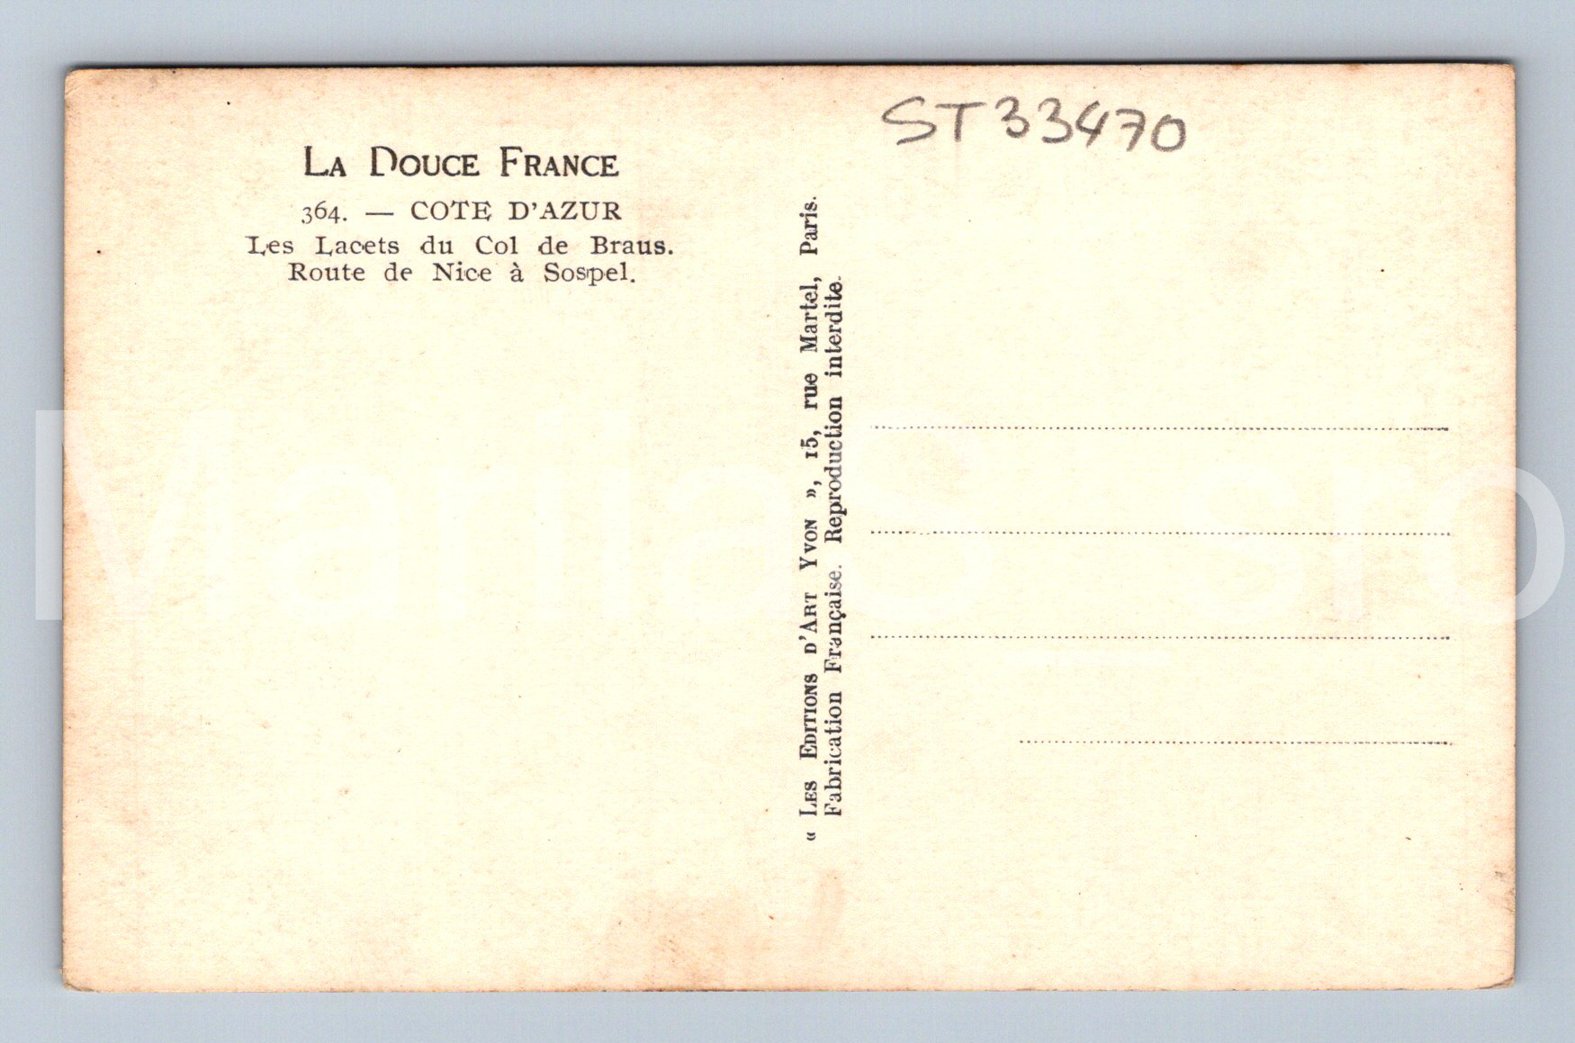 LA DOUCE FRANCE
364. — COTE D'AZUR
Les Lacets du Col de Braus.
Route de Nice à Sospel.
« LES EDITIONS D'ART YVON », 15, rue Martel, Paris.
Fabrication Française. Reproduction interdite.
ST33470